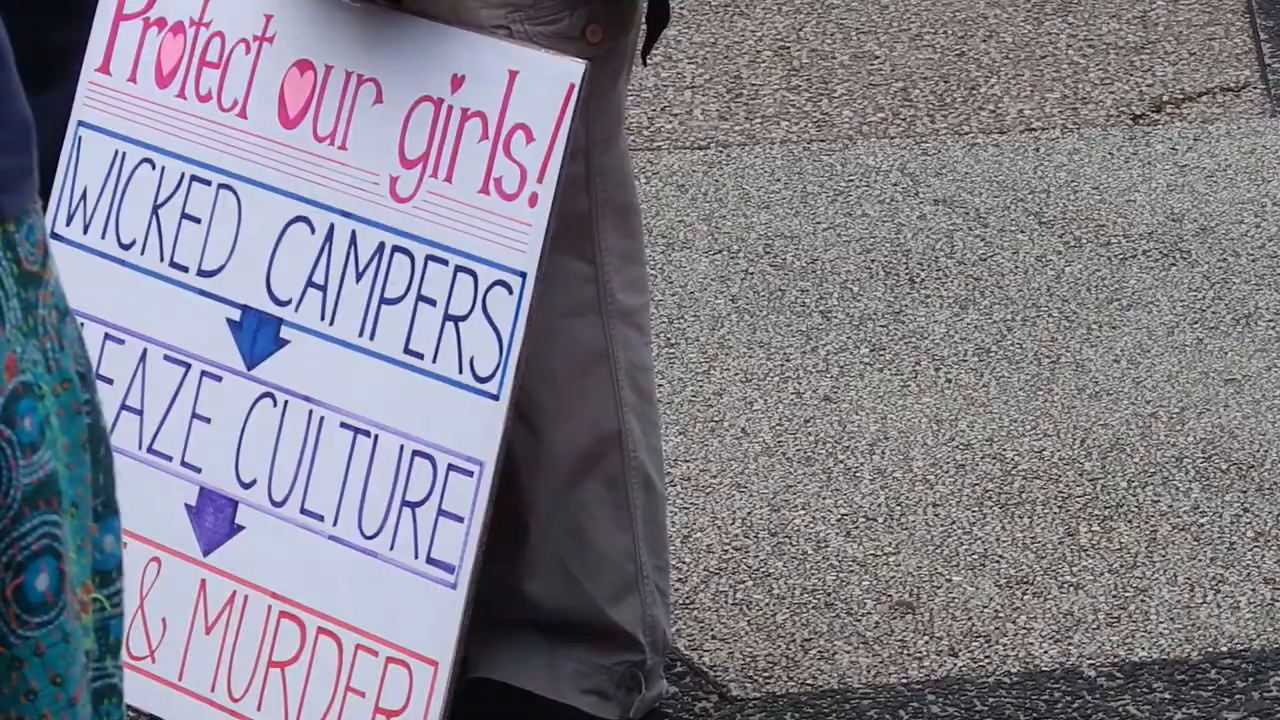 Protect our girls!
WICKED CAMPERS
EAZE CULTURE
& MURDER